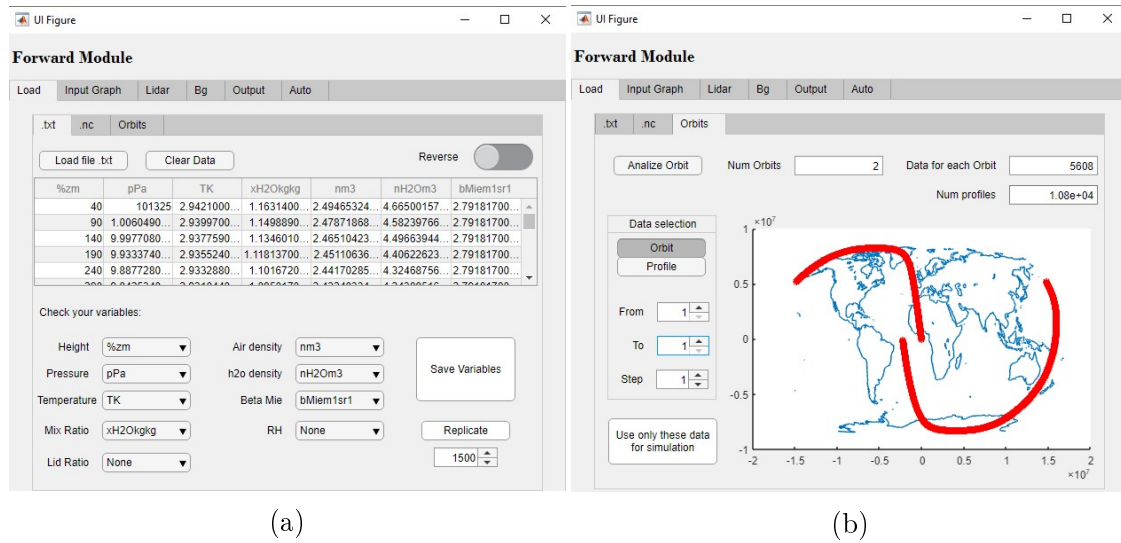 UI Figure
Forward Module
Load Input Graph Lidar Bg Output Auto
.txt .nc Orbits
Load file .txt Clear Data Reverse
%zm pPa TK xH2Okgkg nm3 nH2Om3 bMiem1sr1
40 101325 2.9421000... 1.1631400... 2.49465324... 4.66500157... 2.79181700...
90 1.0060490... 2.9399700... 1.1498890... 2.47871868... 4.58239766... 2.79181700...
140 9.9977080... 2.9377590... 1.1346010... 2.46510423... 4.49663944... 2.79181700...
190 9.9333740... 2.9355240... 1.11813700... 2.45110636... 4.40622623... 2.79181700...
240 9.8877280... 2.9332880... 1.1016720... 2.44170285... 4.32468756... 2.79181700...
Check your variables:
Height %zm Air density nm3
Pressure pPa h2o density nH2Om3
Temperature TK Beta Mie bMiem1sr1
Save Variables
Mix Ratio xH2Okgkg RH None Replicate
Lid Ratio None 1500
(a)
UI Figure
Forward Module
Load Input Graph Lidar Bg Output Auto
.txt .nc Orbits
Analize Orbit Num Orbits 2 Data for each Orbit 5608
Num profiles 1.08e+04
Data selection
Orbit
Profile
From 1
To 1
Step 1
Use only these data
for simulation
1 ×10^7
0.5
0
-0.5
-1
-2 -1.5 -1 -0.5 0 0.5 1 1.5 2
×10^7
(b)